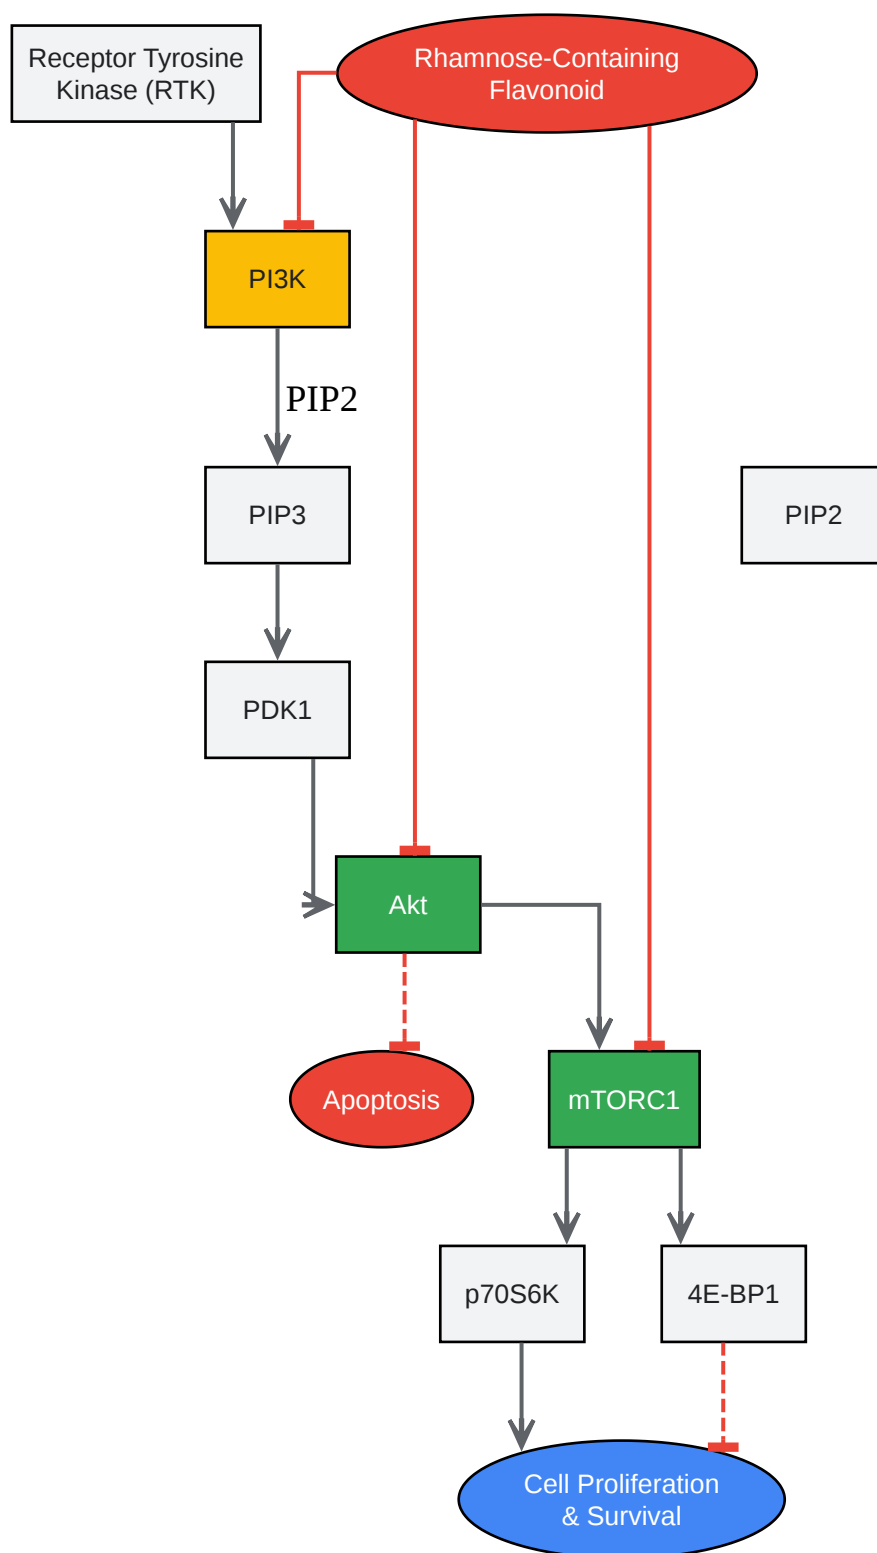 Receptor Tyrosine
Kinase (RTK)
Rhamnose-Containing
Flavonoid
PI3K
PIP2
PIP3
PIP2
PDK1
Akt
Apoptosis
mTORC1
p70S6K
4E-BP1
Cell Proliferation
& Survival